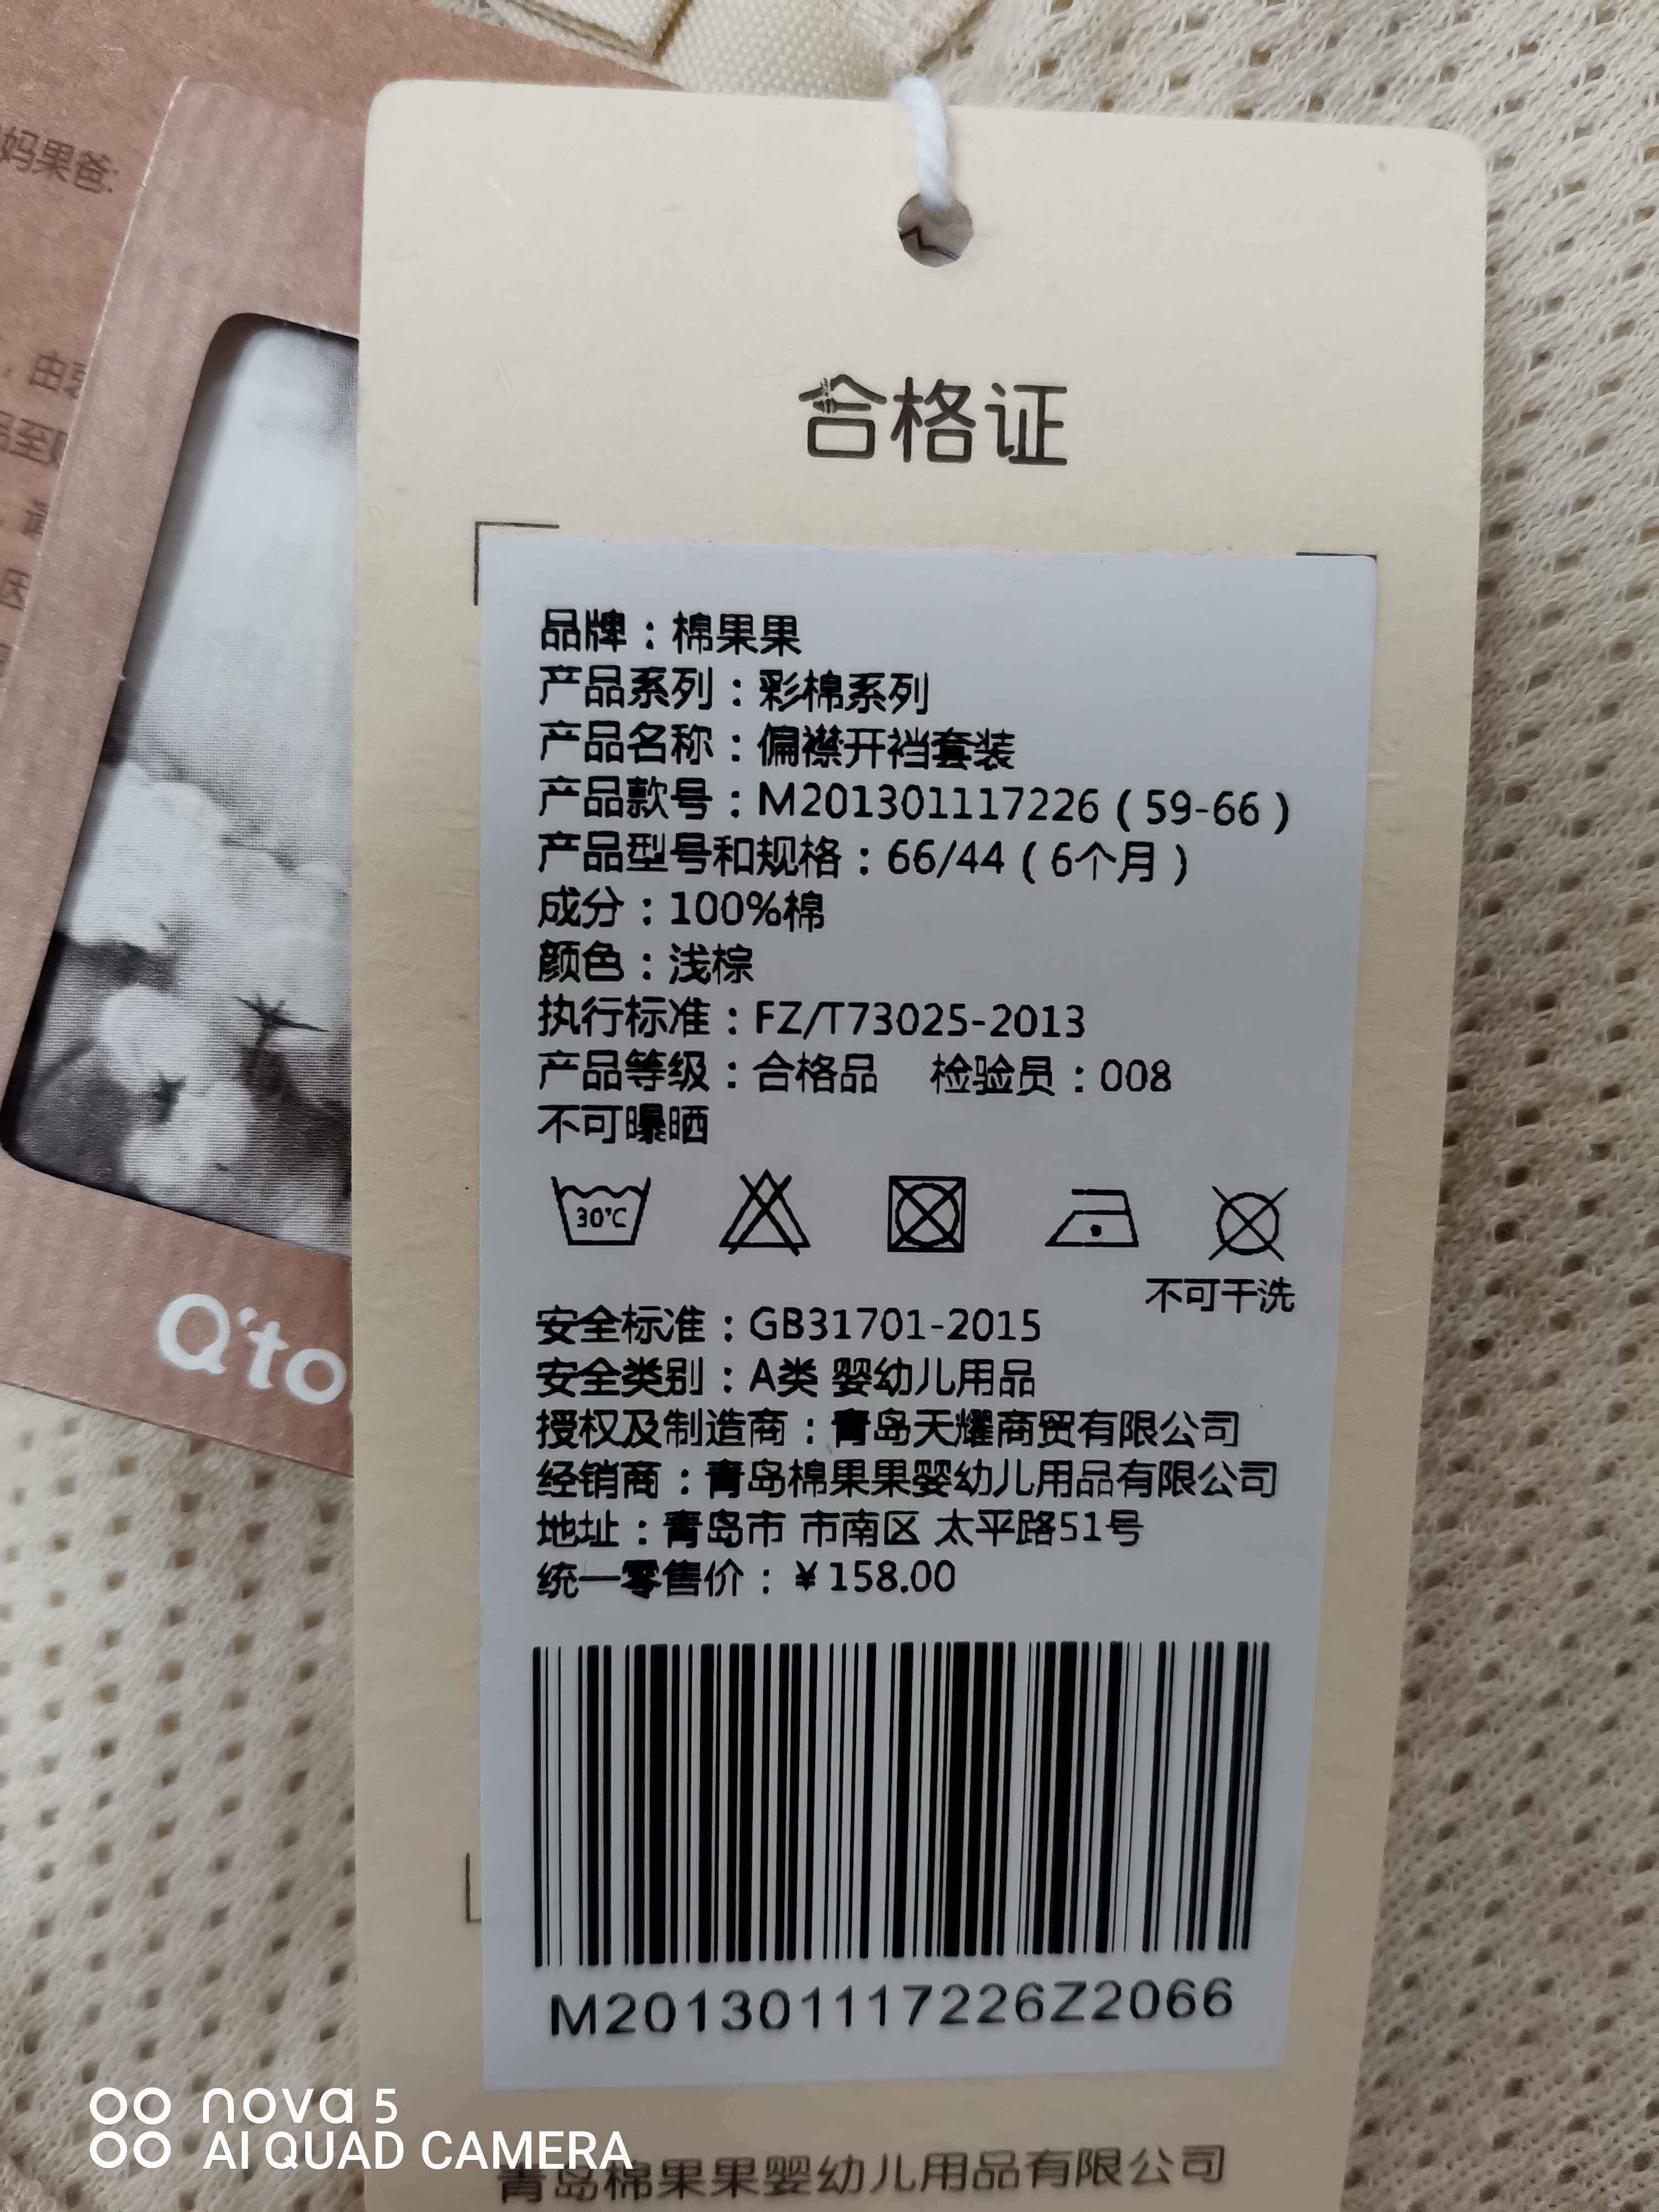 妈果爸:
合格证
品牌：棉果果
产品系列：彩棉系列
产品名称：偏襟开裆套装
产品款号：M201301117226（59-66）
产品型号和规格：66/44（6个月）
成分：100%棉
颜色：浅棕
执行标准：FZ/T73025-2013
产品等级：合格品 检验员：008
不可曝晒
30℃
不可干洗
安全标准：GB31701-2015
安全类别：A类 婴幼儿用品
授权及制造商：青岛天耀商贸有限公司
经销商：青岛棉果果婴幼儿用品有限公司
地址：青岛市 市南区 太平路51号
统一零售价：￥158.00
M201301117226Z2066
青岛棉果果婴幼儿用品有限公司
Q'to
nova 5
AI QUAD CAMERA